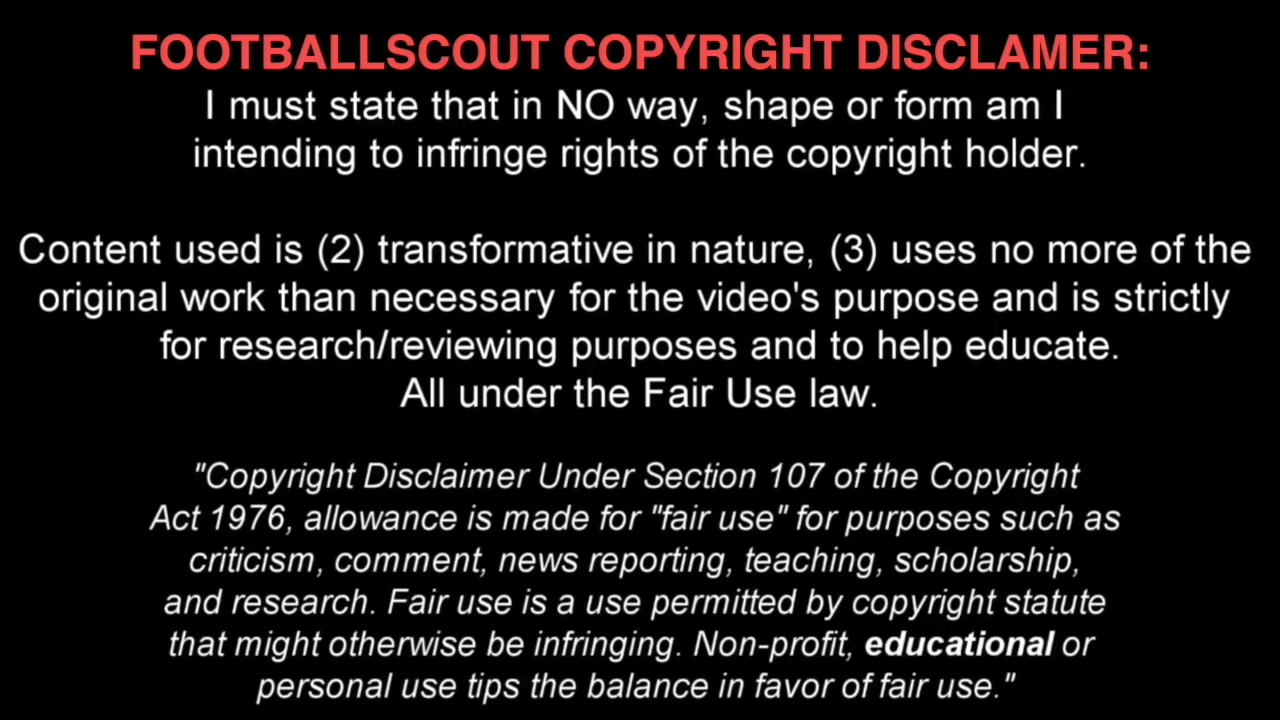 FOOTBALLSCOUT COPYRIGHT DISCLAMER:
I must state that in NO way, shape or form am I
intending to infringe rights of the copyright holder.
Content used is (2) transformative in nature, (3) uses no more of the
original work than necessary for the video's purpose and is strictly
for research/reviewing purposes and to help educate.
All under the Fair Use law.
"Copyright Disclaimer Under Section 107 of the Copyright
Act 1976, allowance is made for "fair use" for purposes such as
criticism, comment, news reporting, teaching, scholarship,
and research. Fair use is a use permitted by copyright statute
that might otherwise be infringing. Non-profit, educational or
personal use tips the balance in favor of fair use."